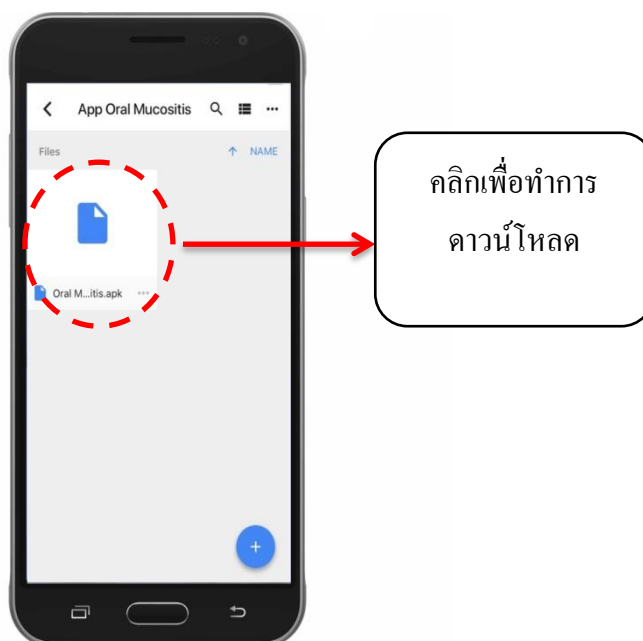 App Oral Mucositis
Files
NAME
Oral M...itis.apk
คลิกเพื่อทำการ
ดาวน์โหลด